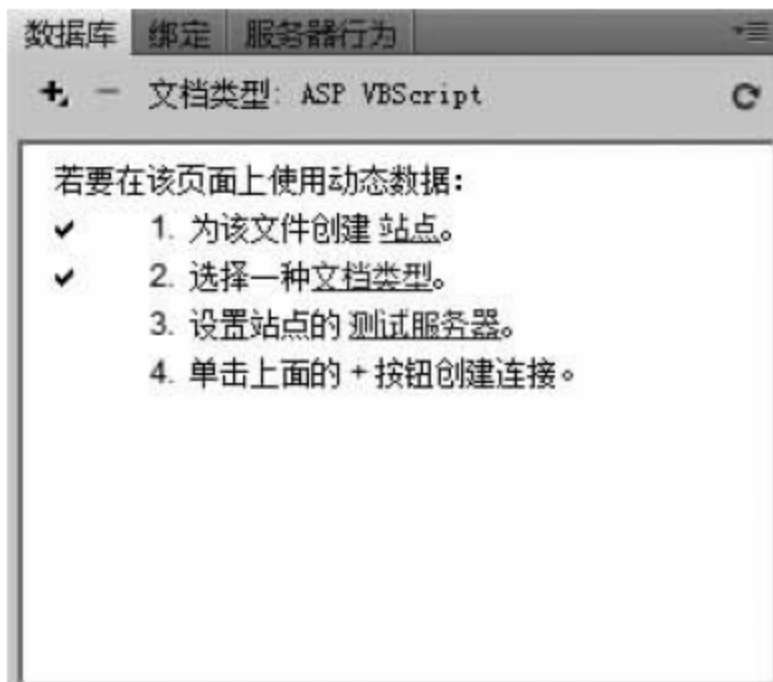 数据库 绑定 服务器行为
文档类型: ASP VBScript
若要在该页面上使用动态数据：
1. 为该文件创建 站点。
2. 选择一种文档类型。
3. 设置站点的 测试服务器。
4. 单击上面的 + 按钮创建连接。